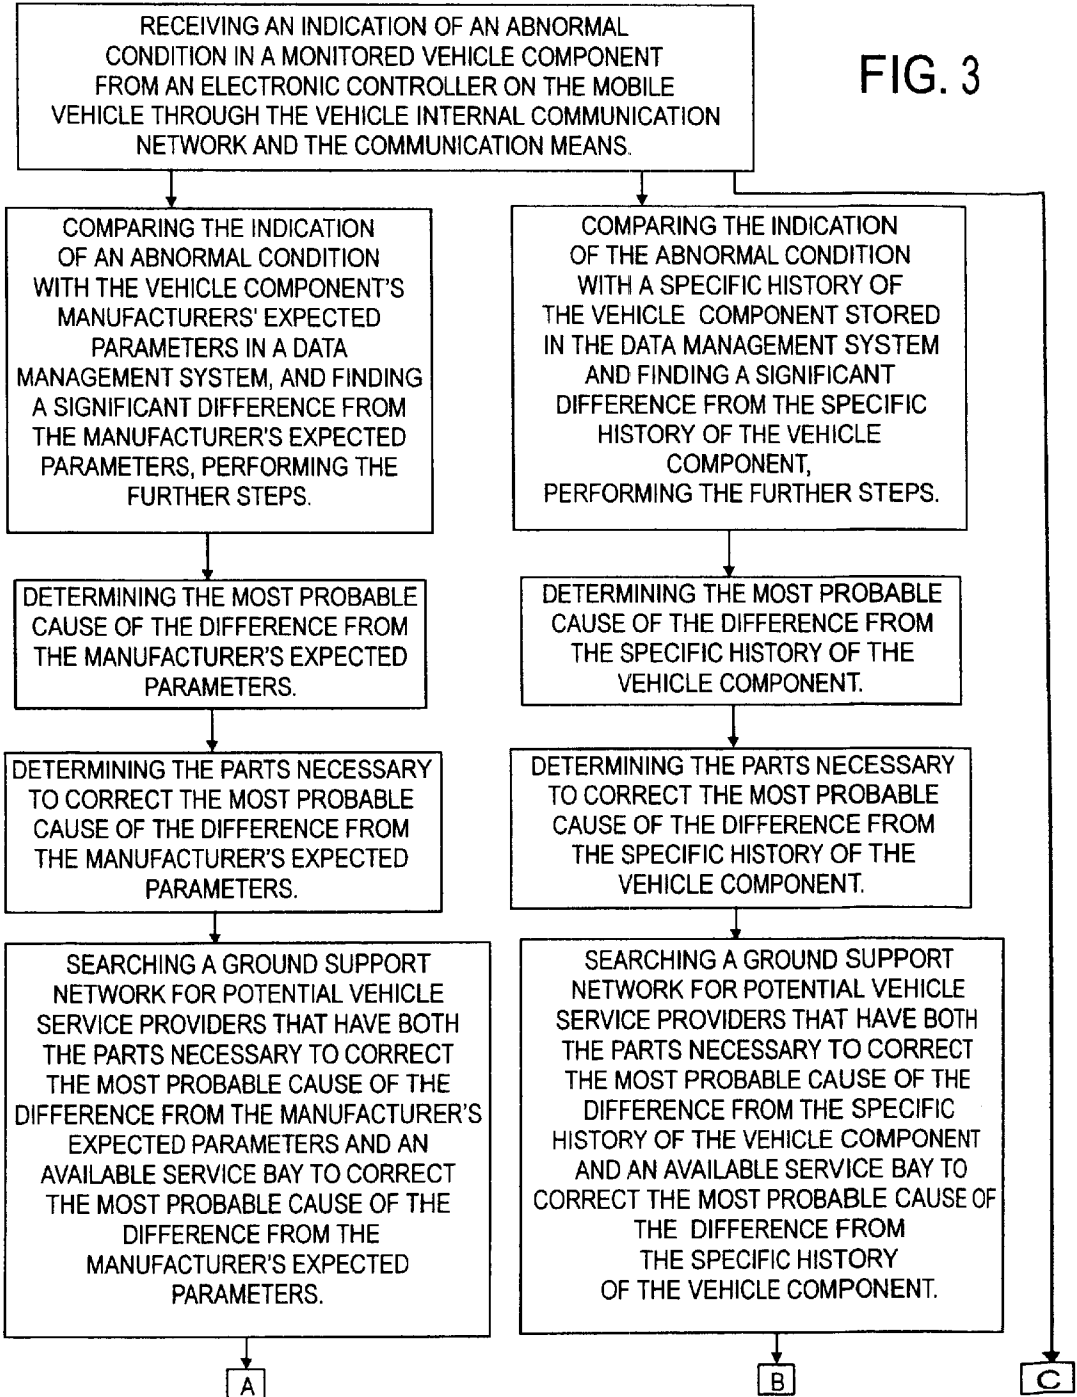 RECEIVING AN INDICATION OF AN ABNORMAL
CONDITION IN A MONITORED VEHICLE COMPONENT
FROM AN ELECTRONIC CONTROLLER ON THE MOBILE
VEHICLE THROUGH THE VEHICLE INTERNAL COMMUNICATION
NETWORK AND THE COMMUNICATION MEANS.
FIG. 3
COMPARING THE INDICATION
OF AN ABNORMAL CONDITION
WITH THE VEHICLE COMPONENT'S
MANUFACTURERS' EXPECTED
PARAMETERS IN A DATA
MANAGEMENT SYSTEM, AND FINDING
A SIGNIFICANT DIFFERENCE FROM
THE MANUFACTURER'S EXPECTED
PARAMETERS, PERFORMING THE
FURTHER STEPS.
DETERMINING THE MOST PROBABLE
CAUSE OF THE DIFFERENCE FROM
THE MANUFACTURER'S EXPECTED
PARAMETERS.
DETERMINING THE PARTS NECESSARY
TO CORRECT THE MOST PROBABLE
CAUSE OF THE DIFFERENCE FROM
THE MANUFACTURER'S EXPECTED
PARAMETERS.
SEARCHING A GROUND SUPPORT
NETWORK FOR POTENTIAL VEHICLE
SERVICE PROVIDERS THAT HAVE BOTH
THE PARTS NECESSARY TO CORRECT
THE MOST PROBABLE CAUSE OF THE
DIFFERENCE FROM THE MANUFACTURER'S
EXPECTED PARAMETERS AND AN
AVAILABLE SERVICE BAY TO CORRECT
THE MOST PROBABLE CAUSE OF THE
DIFFERENCE FROM THE
MANUFACTURER'S EXPECTED
PARAMETERS.
A
COMPARING THE INDICATION
OF THE ABNORMAL CONDITION
WITH A SPECIFIC HISTORY OF
THE VEHICLE COMPONENT STORED
IN THE DATA MANAGEMENT SYSTEM
AND FINDING A SIGNIFICANT
DIFFERENCE FROM THE SPECIFIC
HISTORY OF THE VEHICLE
COMPONENT,
PERFORMING THE FURTHER STEPS.
DETERMINING THE MOST PROBABLE
CAUSE OF THE DIFFERENCE FROM
THE SPECIFIC HISTORY OF THE
VEHICLE COMPONENT.
DETERMINING THE PARTS NECESSARY
TO CORRECT THE MOST PROBABLE
CAUSE OF THE DIFFERENCE FROM
THE SPECIFIC HISTORY OF THE
VEHICLE COMPONENT.
SEARCHING A GROUND SUPPORT
NETWORK FOR POTENTIAL VEHICLE
SERVICE PROVIDERS THAT HAVE BOTH
THE PARTS NECESSARY TO CORRECT
THE MOST PROBABLE CAUSE OF THE
DIFFERENCE FROM THE SPECIFIC
HISTORY OF THE VEHICLE COMPONENT
AND AN AVAILABLE SERVICE BAY TO
CORRECT THE MOST PROBABLE CAUSE OF
THE DIFFERENCE FROM
THE SPECIFIC HISTORY
OF THE VEHICLE COMPONENT.
B
C